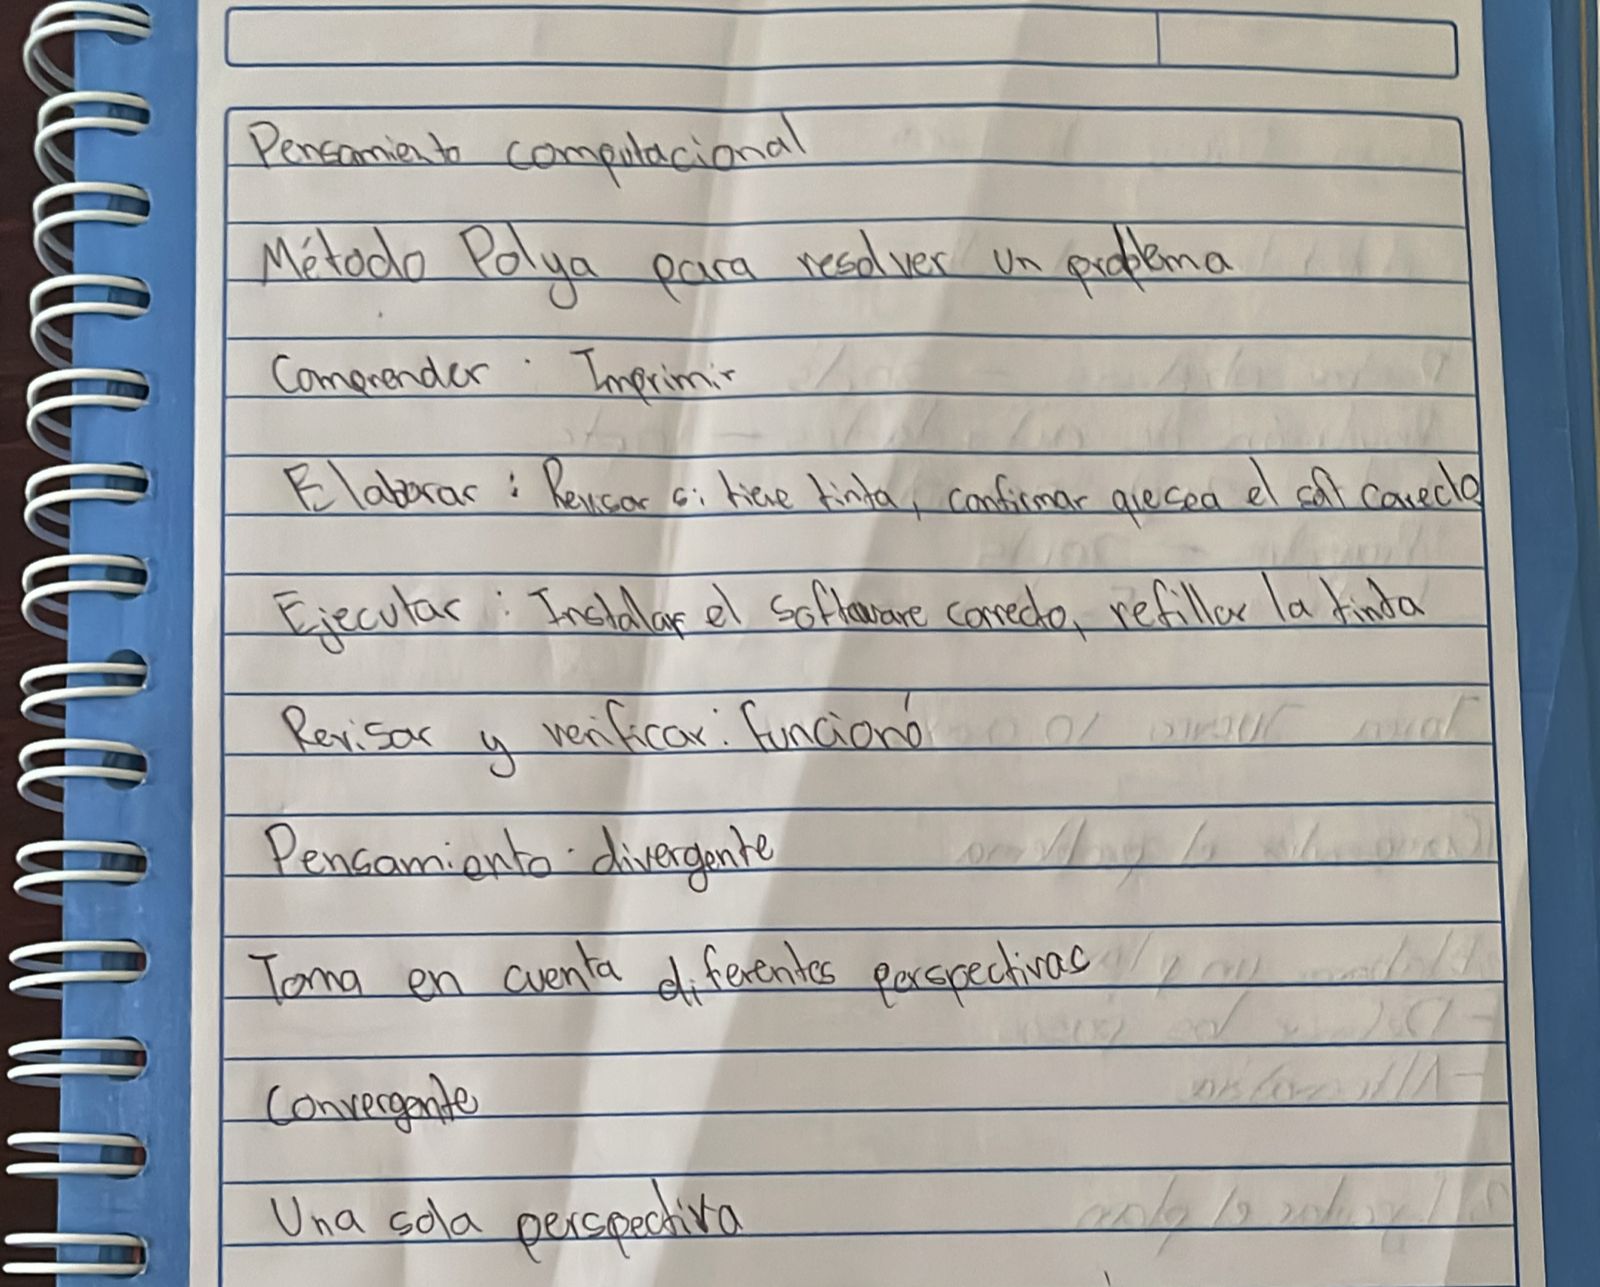 Pensamiento computacional
Método Polya para resolver un problema
Comprender : Imprimir
Elaborar : Revisar si tiene tinta, confirmar que sea el soft correcto
Ejecutar : Instalar el software correcto, refillar la tinta
Revisar y verificar : funcionó
Pensamiento divergente
Toma en cuenta diferentes perspectivas
Convergente
Una sola perspectiva